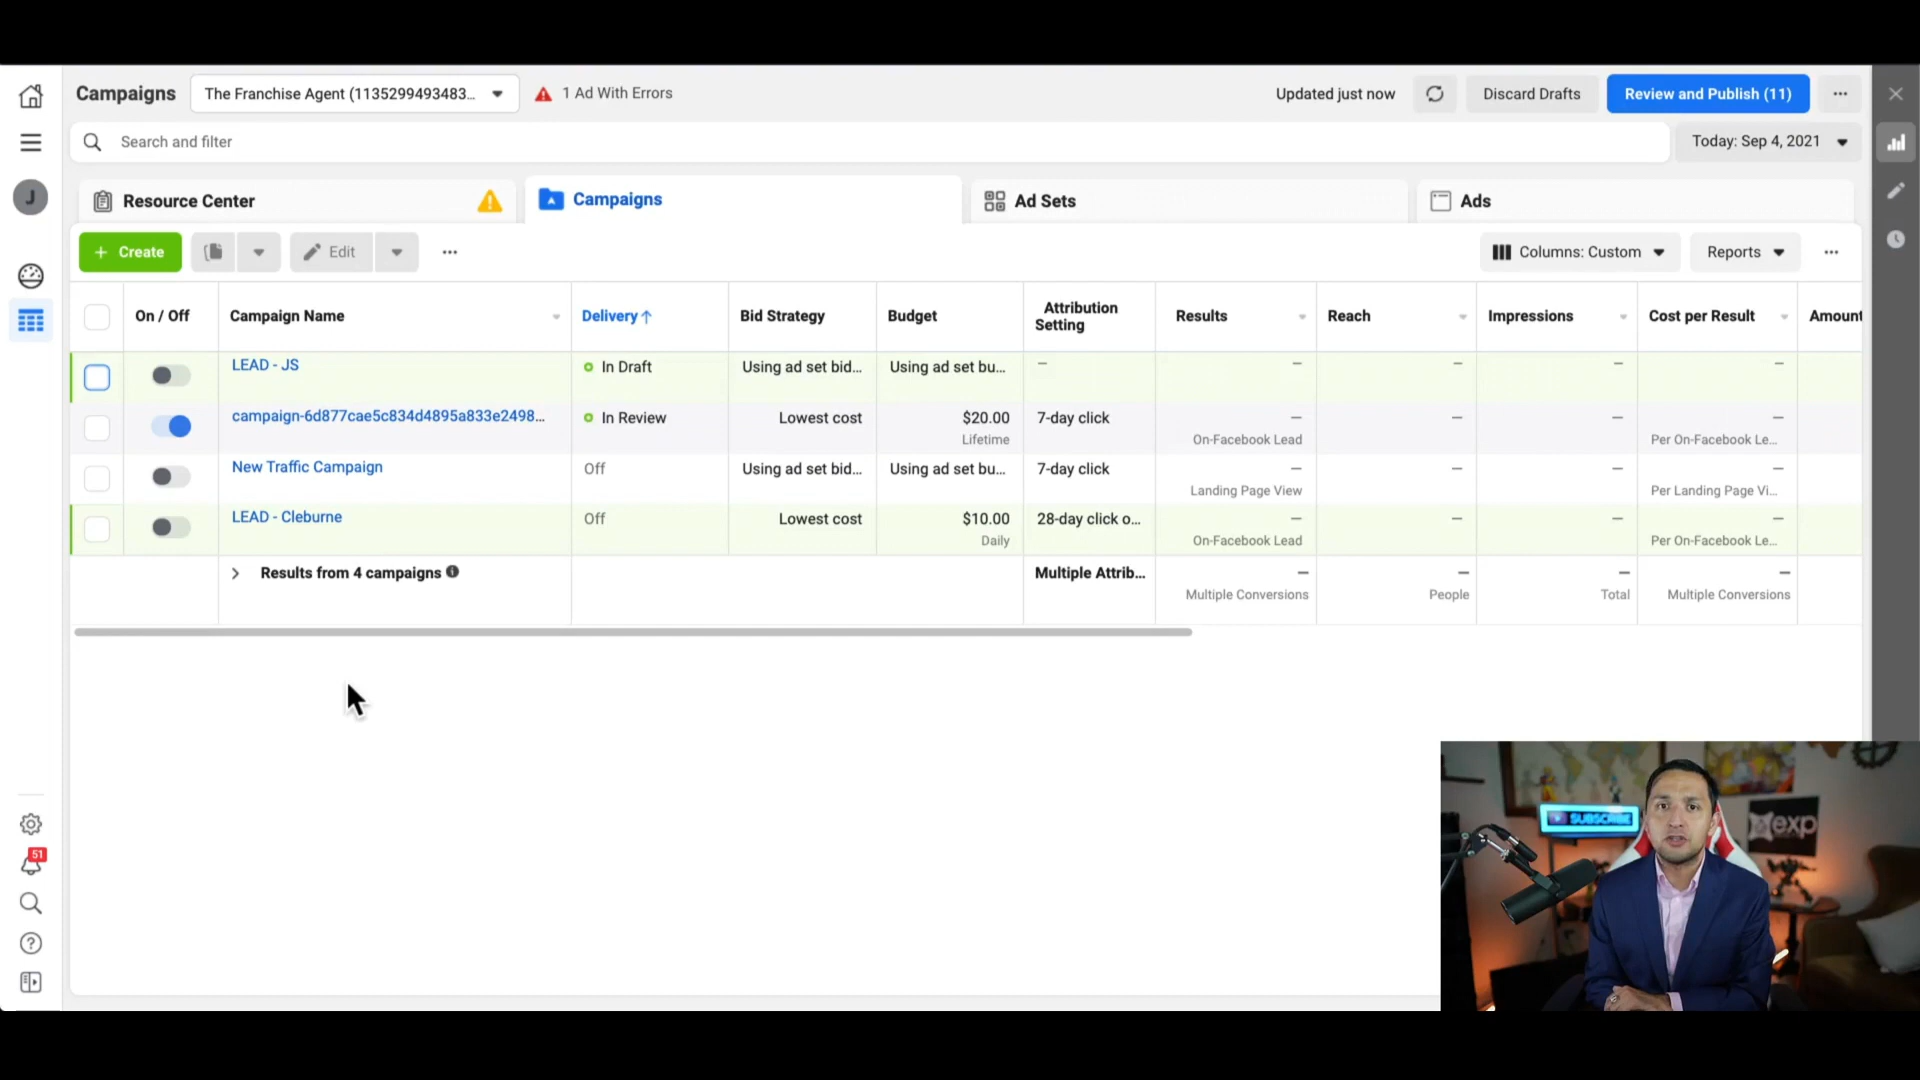 Campaigns
The Franchise Agent (1135299493483...
1 Ad With Errors
Updated just now
Discard Drafts
Review and Publish (11)
Search and filter
Today: Sep 4, 2021
J
Resource Center
Campaigns
Ad Sets
Ads
+ Create
Edit
Columns: Custom
Reports
On / Off
Campaign Name
Delivery↑
Bid Strategy
Budget
Attribution
Setting
Results
Reach
Impressions
Cost per Result
Amount
LEAD - JS
In Draft
Using ad set bid...
Using ad set bu...
—
—
—
—
—
campaign-6d877cae5c834d4895a833e2498...
In Review
Lowest cost
$20.00
Lifetime
7-day click
—
On-Facebook Lead
—
—
—
Per On-Facebook Le...
New Traffic Campaign
Off
Using ad set bid...
Using ad set bu...
7-day click
—
Landing Page View
—
—
—
Per Landing Page Vi...
LEAD - Cleburne
Off
Lowest cost
$10.00
Daily
28-day click o...
—
On-Facebook Lead
—
—
—
Per On-Facebook Le...
Results from 4 campaigns
Multiple Attrib...
—
Multiple Conversions
—
People
—
Total
—
Multiple Conversions
51
SUBSCRIBE
exp